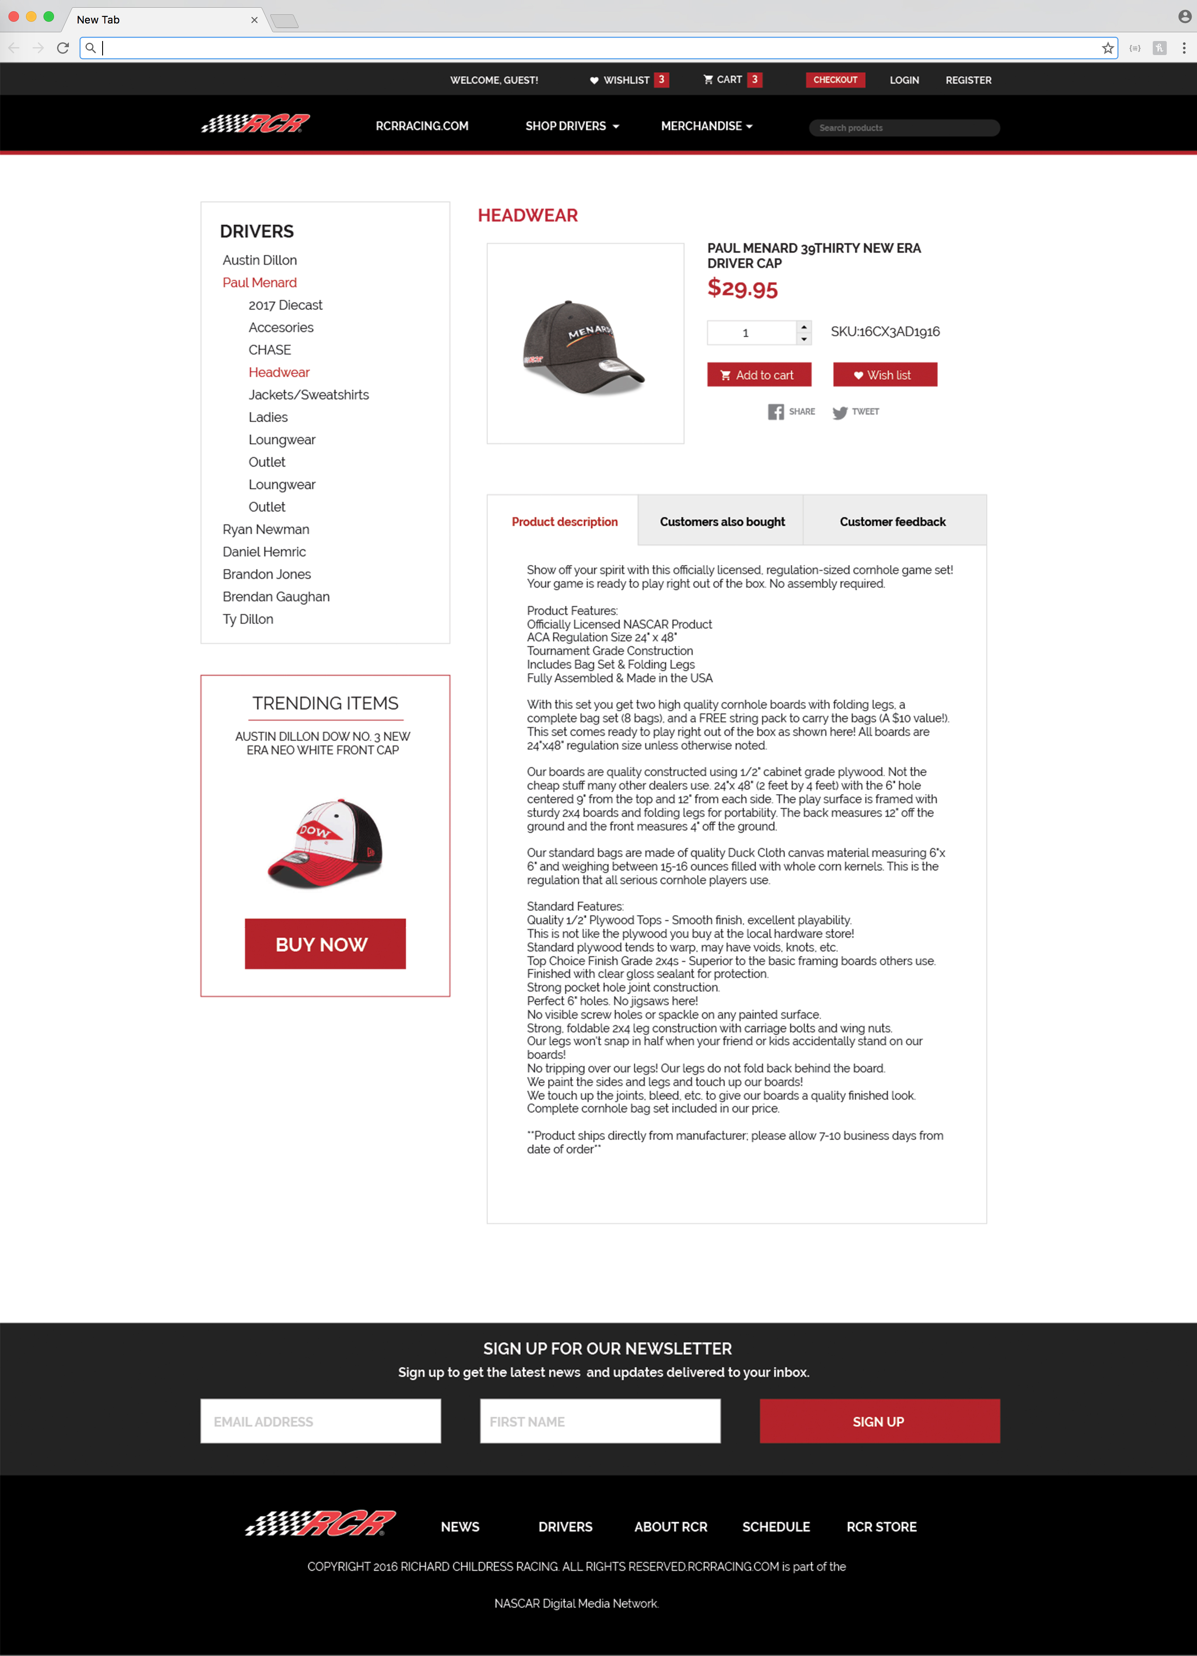 New Tab
WELCOME, GUEST!
WISHLIST 3
CART 3
CHECKOUT
LOGIN
REGISTER
RCR
RCRRACING.COM
SHOP DRIVERS
MERCHANDISE
Search products
DRIVERS
Austin Dillon
Paul Menard
2017 Diecast
Accesories
CHASE
Headwear
Jackets/Sweatshirts
Ladies
Loungwear
Outlet
Loungwear
Outlet
Ryan Newman
Daniel Hemric
Brandon Jones
Brendan Gaughan
Ty Dillon
TRENDING ITEMS
AUSTIN DILLON DOW NO. 3 NEW
ERA NEO WHITE FRONT CAP
DOW
BUY NOW
HEADWEAR
MENARDS
PAUL MENARD 39THIRTY NEW ERA
DRIVER CAP
$29.95
1
SKU:16CX3AD1916
Add to cart
Wish list
SHARE
TWEET
Product description
Customers also bought
Customer feedback
Show off your spirit with this officially licensed, regulation-sized cornhole game set!
Your game is ready to play right out of the box. No assembly required.
Product Features:
Officially Licensed NASCAR Product
ACA Regulation Size 24" x 48"
Tournament Grade Construction
Includes Bag Set & Folding Legs
Fully Assembled & Made in the USA
With this set you get two high quality cornhole boards with folding legs, a
complete bag set (8 bags), and a FREE string pack to carry the bags (A $10 value!).
This set comes ready to play right out of the box as shown here! All boards are
24"x48" regulation size unless otherwise noted.
Our boards are quality constructed using 1/2" cabinet grade plywood. Not the
cheap stuff many other dealers use. 24"x 48" (2 feet by 4 feet) with the 6" hole
centered 9" from the top and 12" from each side. The play surface is framed with
sturdy 2x4 boards and folding legs for portability. The back measures 12" off the
ground and the front measures 4" off the ground.
Our standard bags are made of quality Duck Cloth canvas material measuring 6"x
6" and weighing between 15-16 ounces filled with whole corn kernels. This is the
regulation that all serious cornhole players use.
Standard Features:
Quality 1/2" Plywood Tops - Smooth finish, excellent playability.
This is not like the plywood you buy at the local hardware store!
Standard plywood tends to warp, may have voids, knots, etc.
Top Choice Finish Grade 2x4s - Superior to the basic framing boards others use.
Finished with clear gloss sealant for protection.
Strong pocket hole joint construction.
Perfect 6" holes. No jigsaws here!
No visible screw holes or spackle on any painted surface.
Strong, foldable 2x4 leg construction with carriage bolts and wing nuts.
Our legs won't snap in half when your friend or kids accidentally stand on our
boards!
No tripping over our legs! Our legs do not fold back behind the board.
We paint the sides and legs and touch up our boards!
We touch up the joints, bleed, etc. to give our boards a quality finished look.
Complete cornhole bag set included in our price.
**Product ships directly from manufacturer; please allow 7-10 business days from
date of order**
SIGN UP FOR OUR NEWSLETTER
Sign up to get the latest news and updates delivered to your inbox.
EMAIL ADDRESS
FIRST NAME
SIGN UP
RCR
NEWS
DRIVERS
ABOUT RCR
SCHEDULE
RCR STORE
COPYRIGHT 2016 RICHARD CHILDRESS RACING. ALL RIGHTS RESERVED.RCRRACING.COM is part of the
NASCAR Digital Media Network.